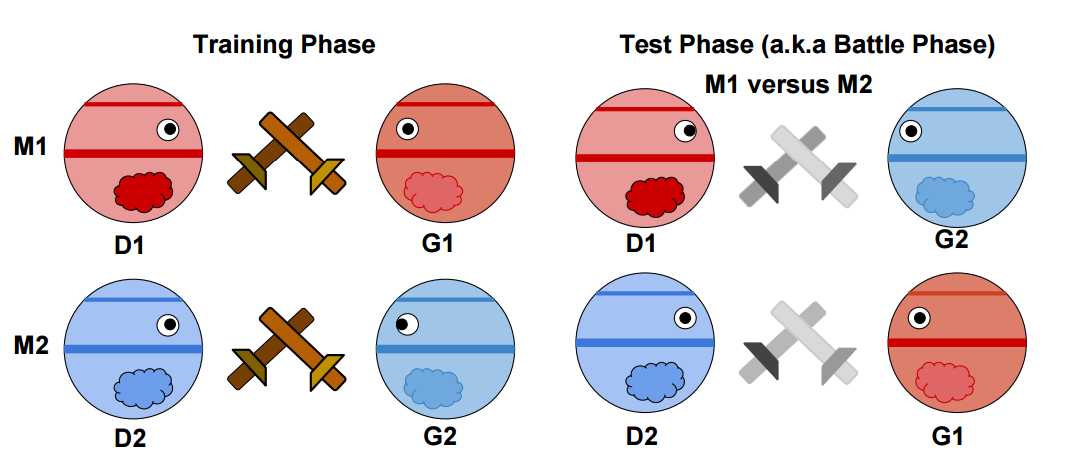 Training Phase
Test Phase (a.k.a Battle Phase)
M1 versus M2
M1
D1
G1
D1
G2
M2
D2
G2
D2
G1